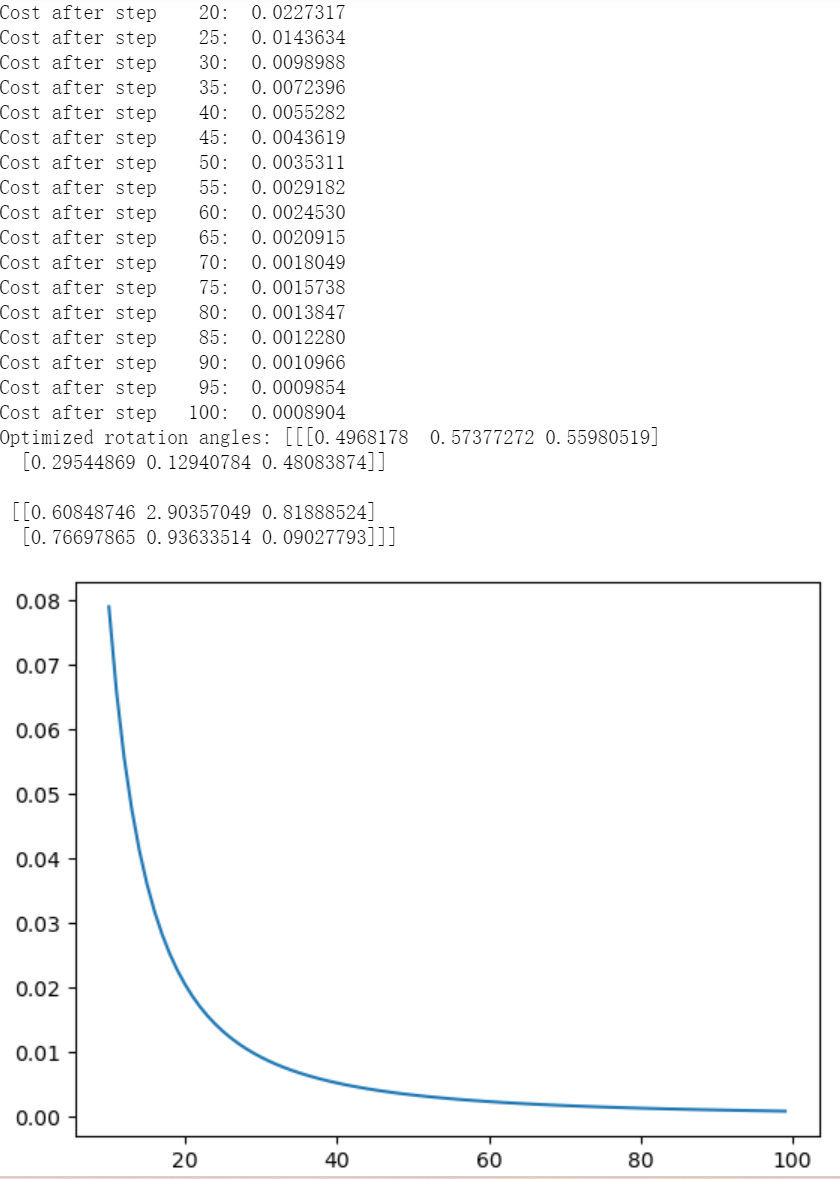 Cost after step    20:  0.0227317
Cost after step    25:  0.0143634
Cost after step    30:  0.0098988
Cost after step    35:  0.0072396
Cost after step    40:  0.0055282
Cost after step    45:  0.0043619
Cost after step    50:  0.0035311
Cost after step    55:  0.0029182
Cost after step    60:  0.0024530
Cost after step    65:  0.0020915
Cost after step    70:  0.0018049
Cost after step    75:  0.0015738
Cost after step    80:  0.0013847
Cost after step    85:  0.0012280
Cost after step    90:  0.0010966
Cost after step    95:  0.0009854
Cost after step   100:  0.0008904
Optimized rotation angles: [[[0.4968178  0.57377272 0.55980519]
  [0.29544869 0.12940784 0.48083874]]
 [[0.60848746 2.90357049 0.81888524]
  [0.76697865 0.93633514 0.09027793]]]
0.08
0.07
0.06
0.05
0.04
0.03
0.02
0.01
0.00
20 40 60 80 100